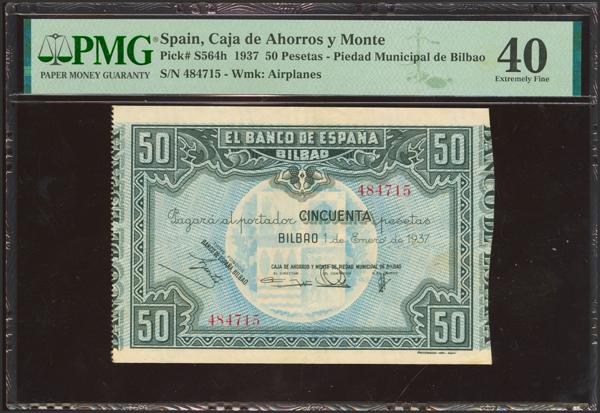 PMG
PAPER MONEY GUARANTY
Spain, Caja de Ahorros y Monte
Pick# S564h 1937 50 Pesetas - Piedad Municipal de Bilbao
S/N 484715 - Wmk: Airplanes
40
Extremely Fine
50
EL BANCO DE ESPAÑA
BILBAO
50
484715
Pagará al portador CINCUENTA pesetas
BILBAO 1 de Enero de 1937
CAJA DE AHORROS Y MONTE DE PIEDAD MUNICIPAL DE BILBAO
EL DIRECTOR
484715
50
50